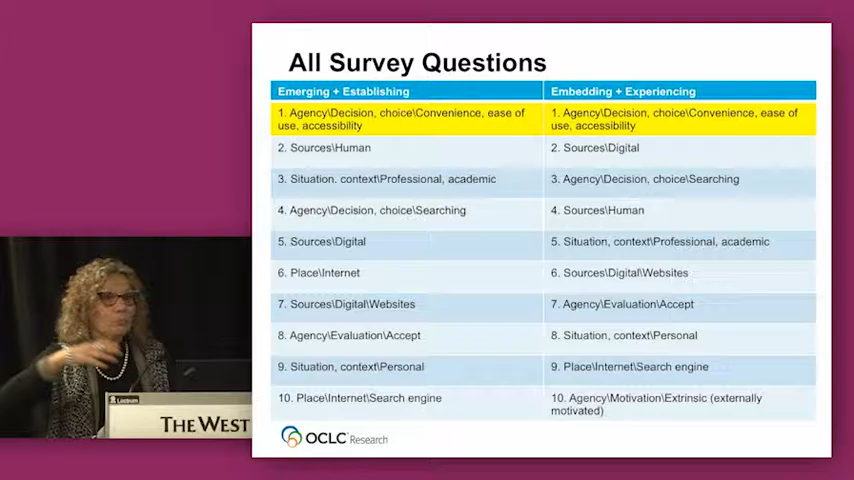 All Survey Questions
Emerging + Establishing
Embedding + Experiencing
1. Agency\Decision, choice\Convenience, ease of
use, accessibility
1. Agency\Decision, choice\Convenience, ease of
use, accessibility
2. Sources\Human
2. Sources\Digital
3. Situation. context\Professional, academic
3. Agency\Decision, choice\Searching
4. Agency\Decision, choice\Searching
4. Sources\Human
5. Sources\Digital
5. Situation, context\Professional, academic
6. Place\Internet
6. Sources\Digital\Websites
7. Sources\Digital\Websites
7. Agency\Evaluation\Accept
8. Agency\Evaluation\Accept
8. Situation, context\Personal
9. Situation, context\Personal
9. Place\Internet\Search engine
10. Place\Internet\Search engine
10. Agency\Motivation\Extrinsic (externally
motivated)
OCLC Research
THE WEST